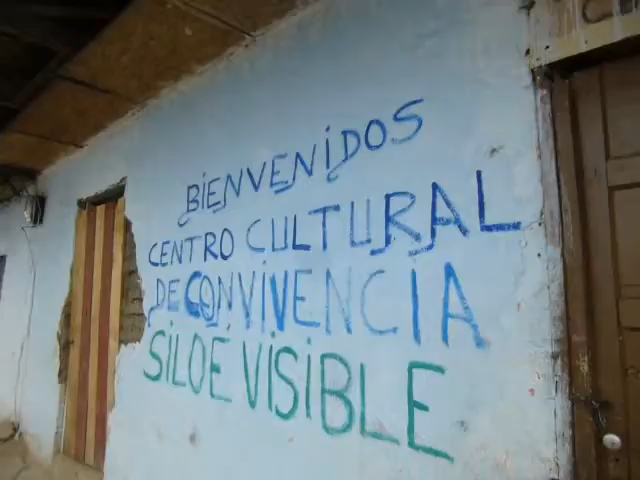 BiENVENiDOS
CENTRO CULTURAL
DE CONViVENCiA
SiLOÉ ViSiBLE